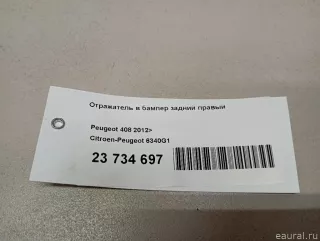 Отражатель в бампер задний правый
Peugeot 408 2012>
Citroen-Peugeot 6340G1
23 734 697
eaural.ru